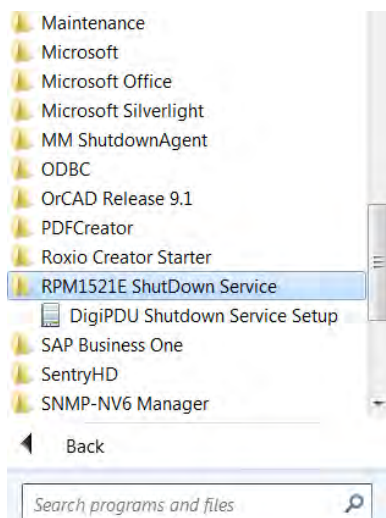 Maintenance
Microsoft
Microsoft Office
Microsoft Silverlight
MM ShutdownAgent
ODBC
OrCAD Release 9.1
PDFCreator
Roxio Creator Starter
RPM1521E ShutDown Service
DigiPDU Shutdown Service Setup
SAP Business One
SentryHD
SNMP-NV6 Manager
Back
Search programs and files